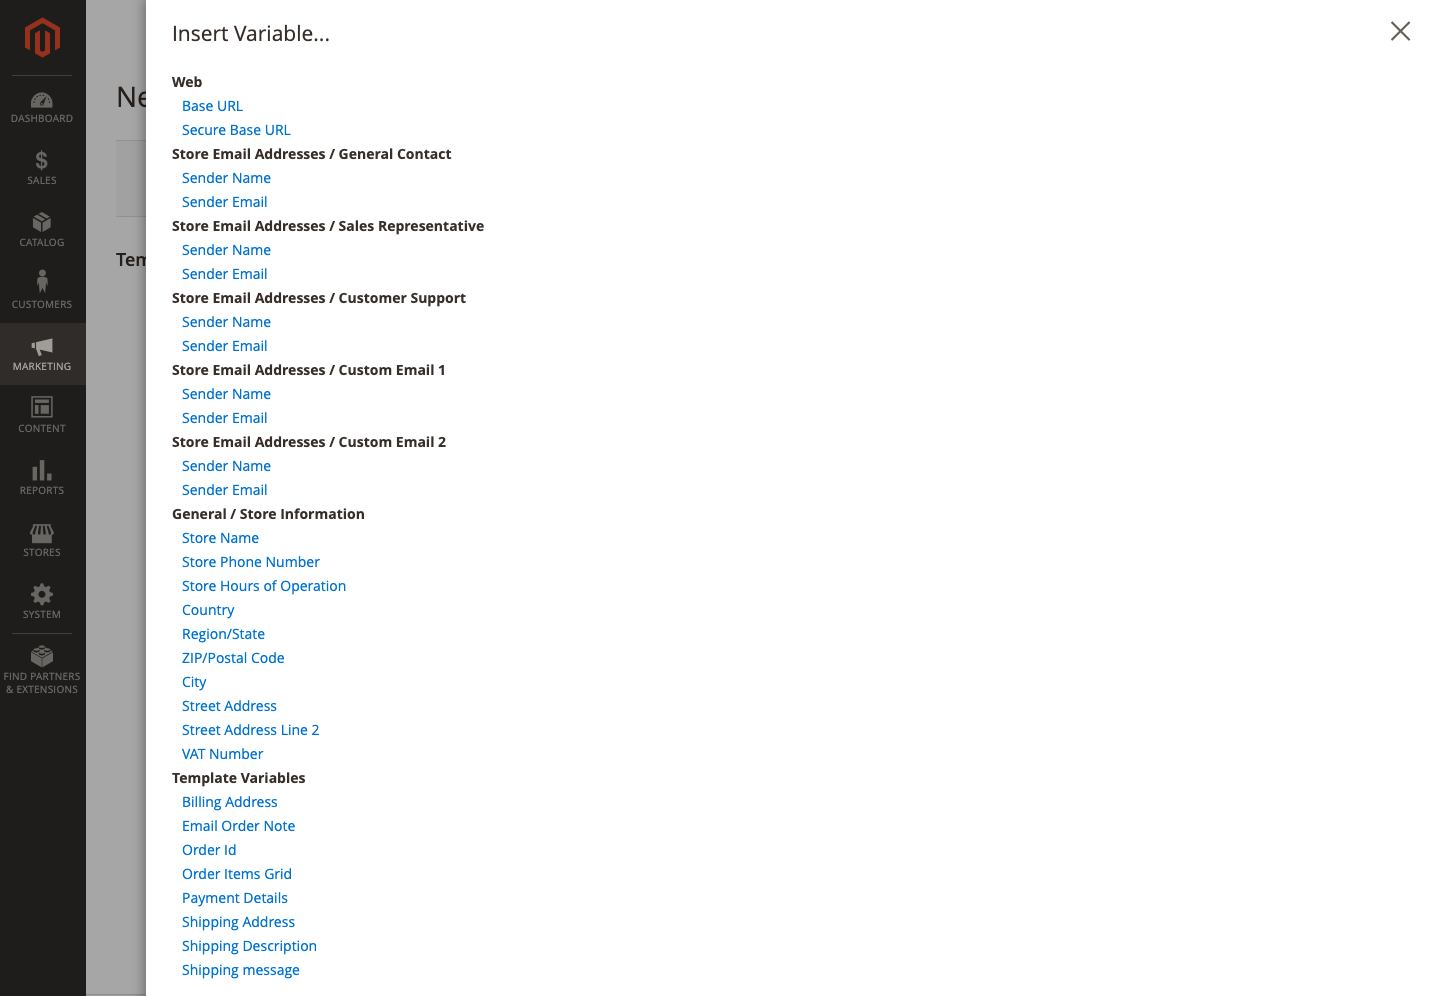 DASHBOARD
SALES
CATALOG
CUSTOMERS
MARKETING
CONTENT
REPORTS
STORES
SYSTEM
FIND PARTNERS
& EXTENSIONS
Ne
Tem
Insert Variable...
Web
Base URL
Secure Base URL
Store Email Addresses / General Contact
Sender Name
Sender Email
Store Email Addresses / Sales Representative
Sender Name
Sender Email
Store Email Addresses / Customer Support
Sender Name
Sender Email
Store Email Addresses / Custom Email 1
Sender Name
Sender Email
Store Email Addresses / Custom Email 2
Sender Name
Sender Email
General / Store Information
Store Name
Store Phone Number
Store Hours of Operation
Country
Region/State
ZIP/Postal Code
City
Street Address
Street Address Line 2
VAT Number
Template Variables
Billing Address
Email Order Note
Order Id
Order Items Grid
Payment Details
Shipping Address
Shipping Description
Shipping message